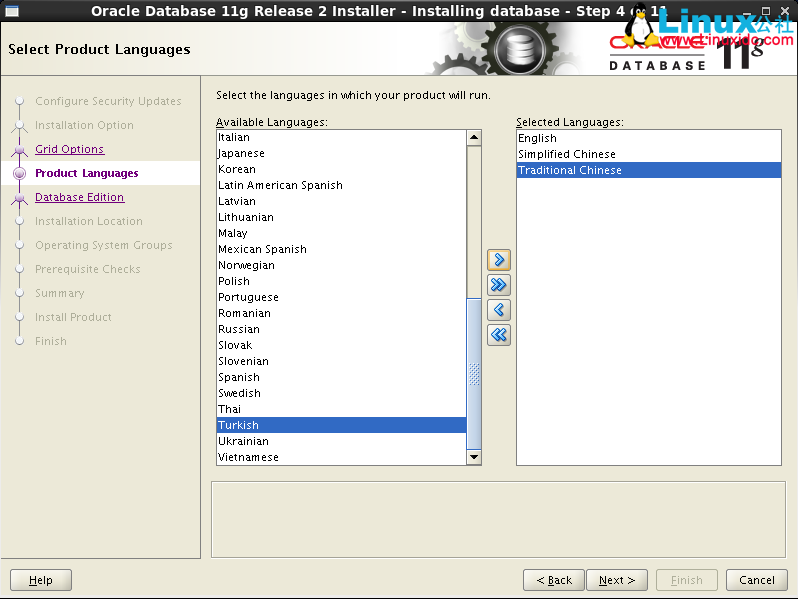 Oracle Database 11g Release 2 Installer - Installing database - Step 4 of 11
Select Product Languages
Linux公社
www.Linuxidc.com
ORACLE
DATABASE 11g
Configure Security Updates
Installation Option
Grid Options
Product Languages
Database Edition
Installation Location
Operating System Groups
Prerequisite Checks
Summary
Install Product
Finish
Select the languages in which your product will run.
Available Languages:
Italian
Japanese
Korean
Latin American Spanish
Latvian
Lithuanian
Malay
Mexican Spanish
Norwegian
Polish
Portuguese
Romanian
Russian
Slovak
Slovenian
Spanish
Swedish
Thai
Turkish
Ukrainian
Vietnamese
Selected Languages:
English
Simplified Chinese
Traditional Chinese
Help
< Back
Next >
Finish
Cancel